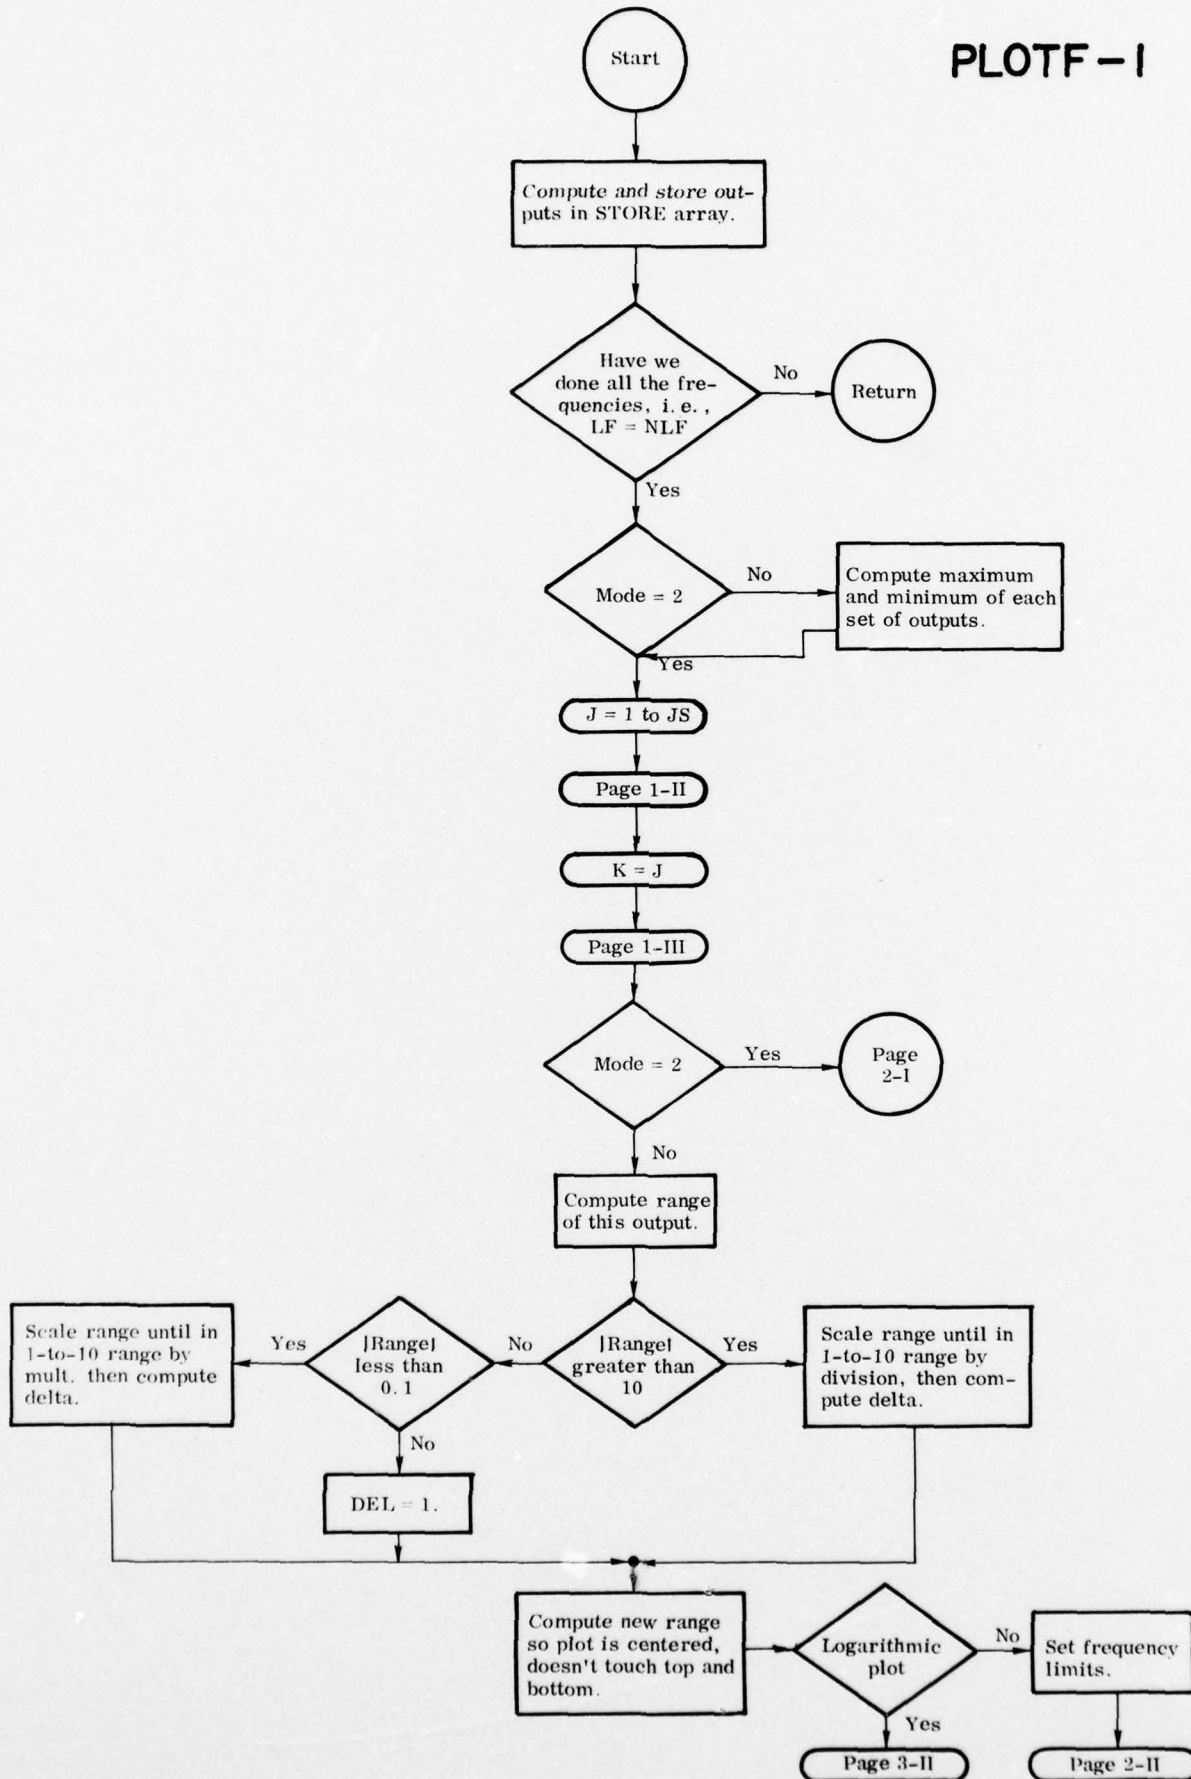 PLOTF-I
Start
Compute and store out-
puts in STORE array.
Have we
done all the fre-
quencies, i.e.,
LF = NLF
No
Return
Yes
Mode = 2
No
Compute maximum
and minimum of each
set of outputs.
Yes
J = 1 to JS
Page 1-II
K = J
Page 1-III
Mode = 2
Yes
Page
2-I
No
Compute range
of this output.
Scale range until in
1-to-10 range by
mult. then compute
delta.
Yes
|Range|
less than
0.1
No
|Range|
greater than
10
Yes
Scale range until in
1-to-10 range by
division, then com-
pute delta.
No
DEL = 1.
Compute new range
so plot is centered,
doesn't touch top and
bottom.
Logarithmic
plot
No
Set frequency
limits.
Yes
Page 3-II
Page 2-II